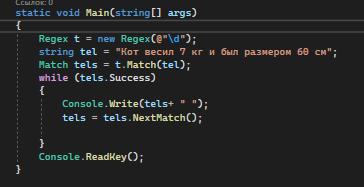 Ссылок: 0
static void Main(string[] args)
{
Regex t = new Regex(@"\d");
string tel = "Кот весил 7 кг и был размером 60 см";
Match tels = t.Match(tel);
while (tels.Success)
{
Console.Write(tels+ " ");
tels = tels.NextMatch();
}
Console.ReadKey();
}